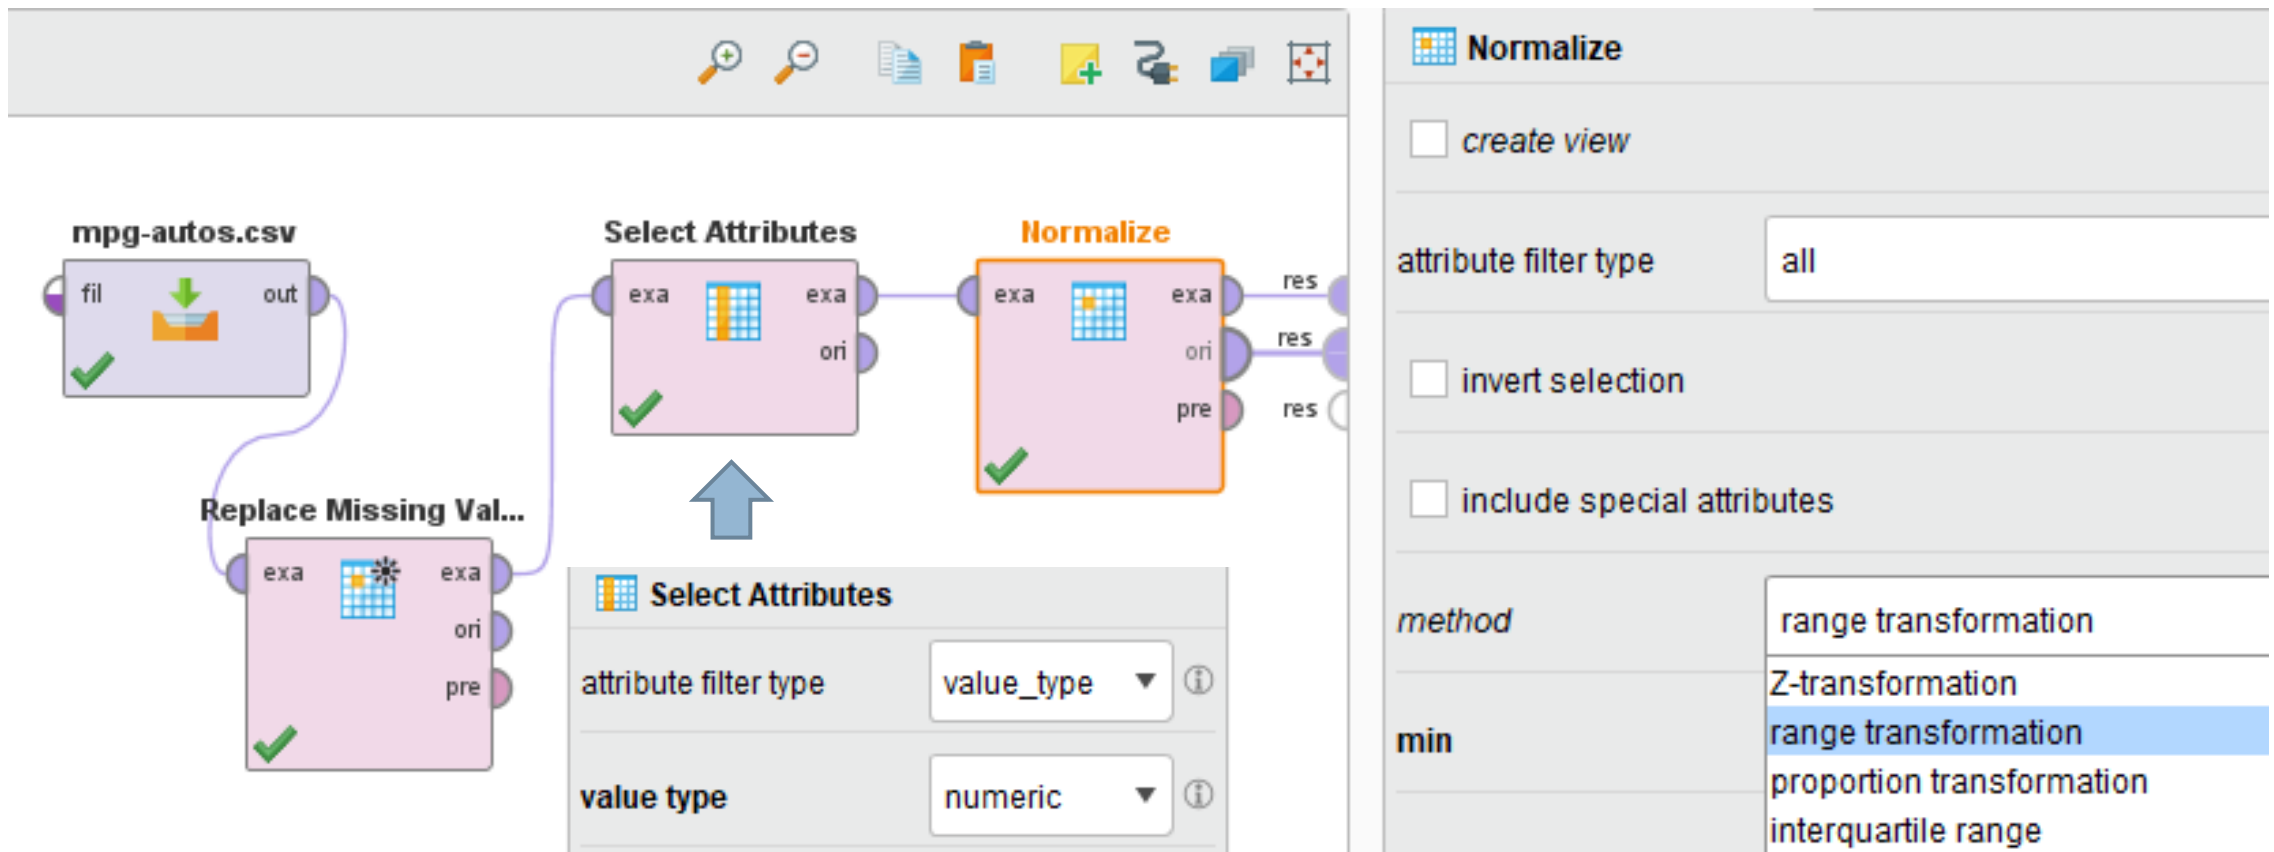 mpg-autos.csv
fil
out
Replace Missing Val...
exa
exa
ori
pre
Select Attributes
exa
exa
ori
Normalize
exa
exa
ori
pre
res
res
res
Select Attributes
attribute filter type
value_type
value type
numeric
Normalize
create view
attribute filter type
all
invert selection
include special attributes
method
range transformation
Z-transformation
range transformation
proportion transformation
interquartile range
min